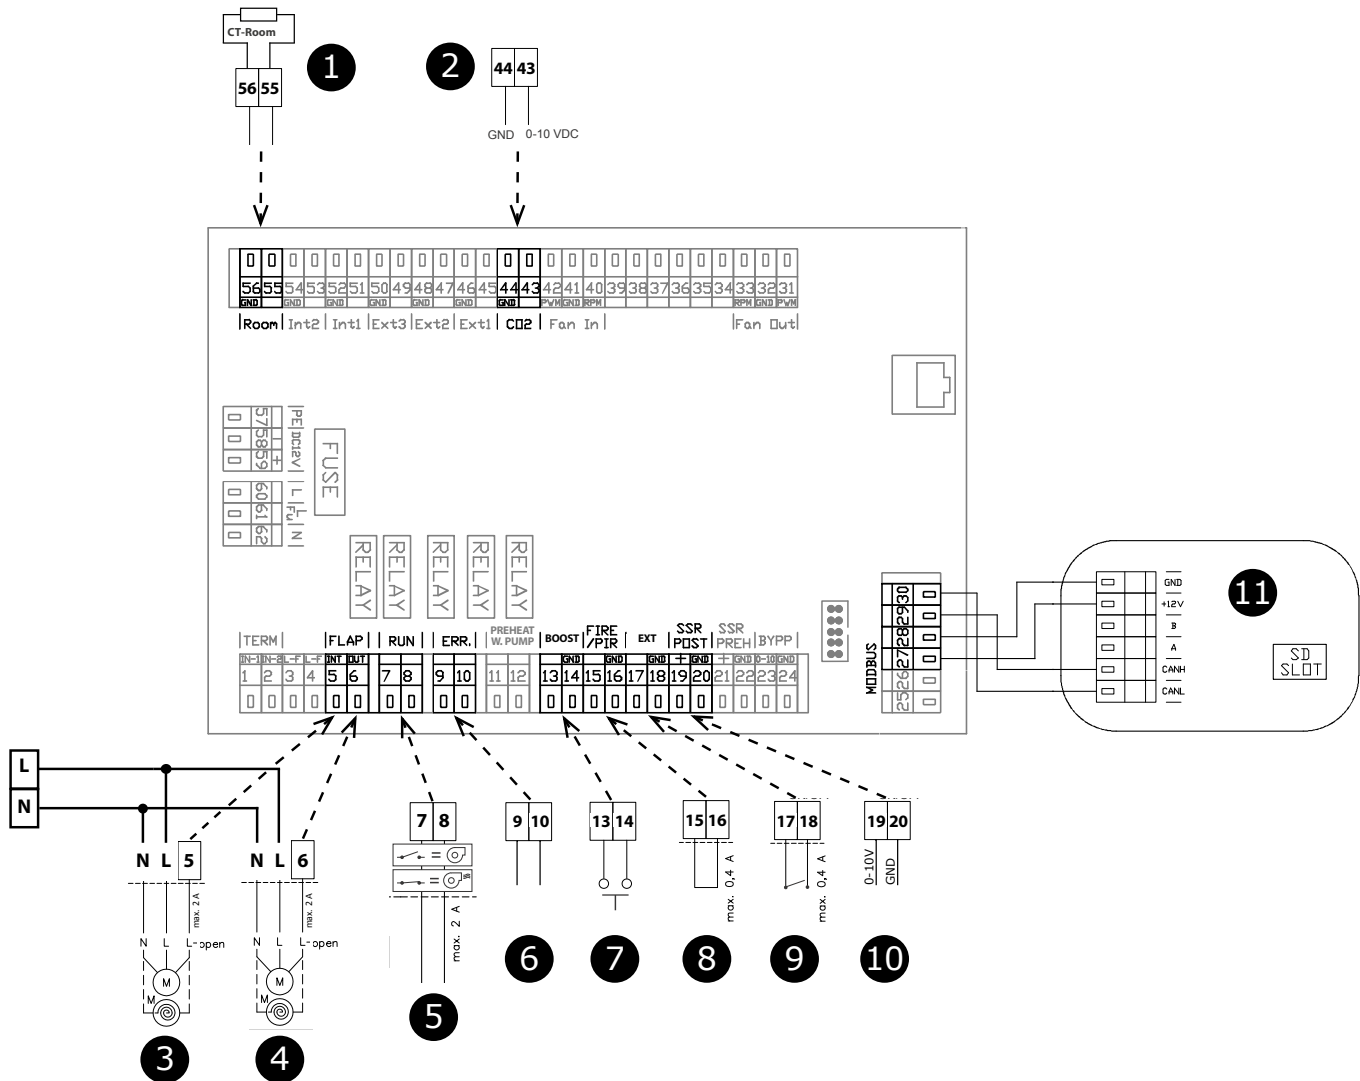 CT-Room
1
56 55
2
44 43
GND 0-10 VDC
56 55 54 53 52 51 50 49 48 47 46 45 44 43 42 41 40 39 38 37 36 35 34 33 32 31
GND GND GND GND GND GND GND PWM GND RPM RPM GND PWM
Room Int2 Int1 Ext3 Ext2 Ext1 CO2 Fan In Fan Out
57 58 59
PE DC12V - +
60 61 62
L Fu L N
FUSE
RELAY RELAY RELAY RELAY RELAY
TERM FLAP RUN ERR. PREHEAT W. PUMP BOOST FIRE /PIR EXT SSR POST SSR PREH BYPP
IN-1 IN-2 L-F L-F INT OUT GND GND GND + GND + GND 0-10 GND
1 2 3 4 5 6 7 8 9 10 11 12 13 14 15 16 17 18 19 20 21 22 23 24
MODBUS
25 26 27 28 29 30
GND
+12V
B
A
CANH
CANL
11
SD
SLOT
L
N
N L 5
max. 2 A
N L L-open
M
M
3
N L 6
max. 2 A
N L L-open
M
M
4
7 8
=
=
max. 2 A
5
9 10
6
13 14
7
15 16
max. 0,4 A
8
17 18
max. 0,4 A
9
19 20
0-10V
GND
10